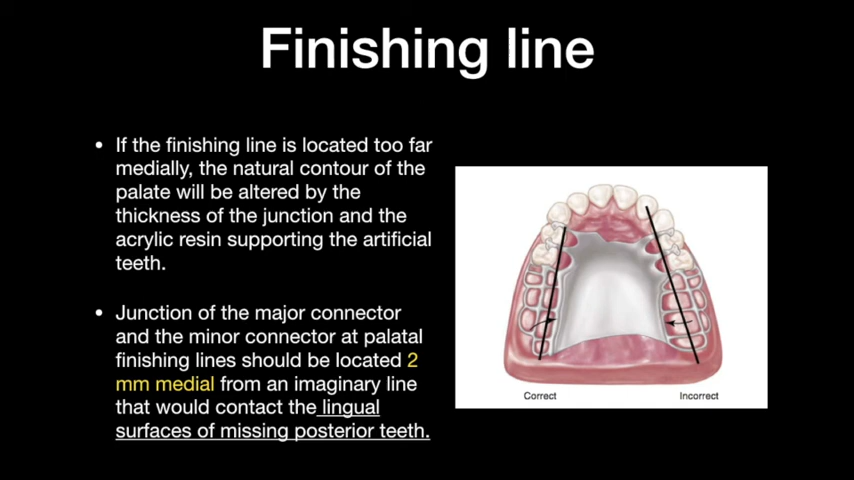 Finishing line
• If the finishing line is located too far
medially, the natural contour of the
palate will be altered by the
thickness of the junction and the
acrylic resin supporting the artificial
teeth.
• Junction of the major connector
and the minor connector at palatal
finishing lines should be located 2
mm medial from an imaginary line
that would contact the lingual
surfaces of missing posterior teeth.
Correct
Incorrect